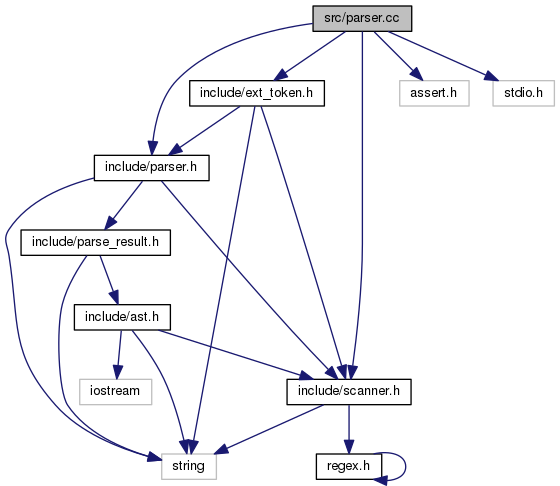 src/parser.cc
include/ext_token.h
assert.h
stdio.h
include/parser.h
include/parse_result.h
include/ast.h
iostream
include/scanner.h
string
regex.h